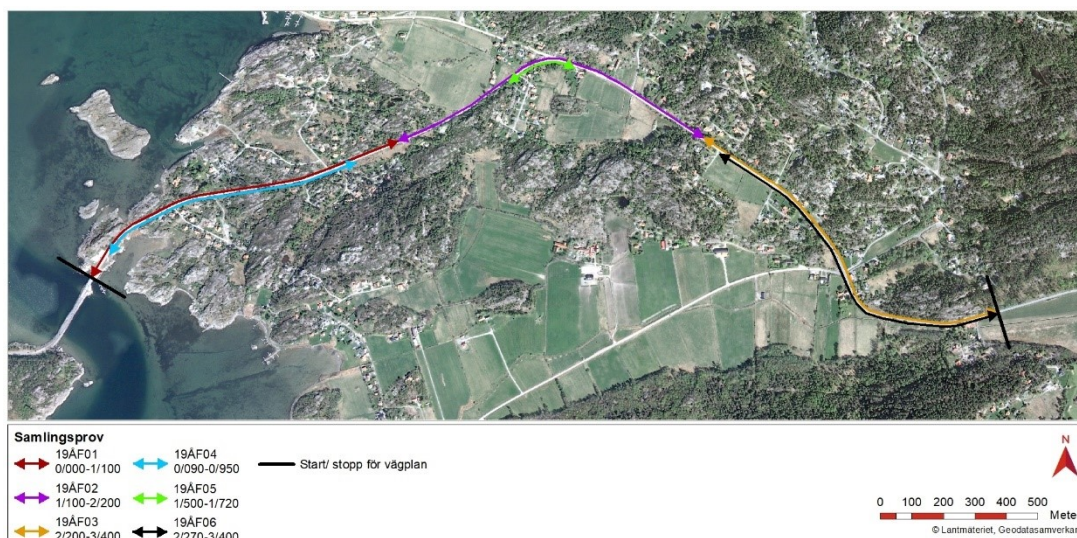 Samlingsprov
19ÅF01
0/000-1/100
19ÅF04
0/090-0/950
Start/ stopp för vägplan
19ÅF02
1/100-2/200
19ÅF05
1/500-1/720
19ÅF03
2/200-3/400
19ÅF06
2/270-3/400
N
0 100 200 300 400 500
Mete
© Lantmäteriet, Geodatasamverkan